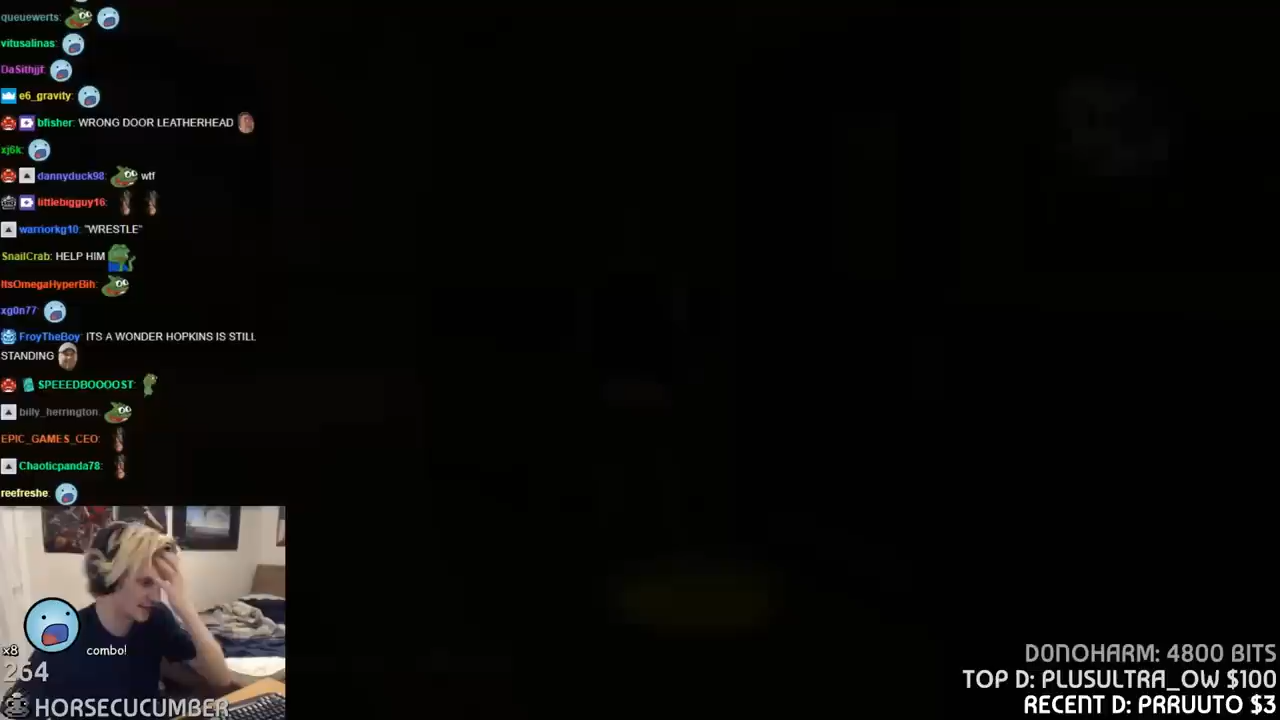 queuewerts:
vitusalinas:
DaSithjjf:
e6_gravity:
bfisher: WRONG DOOR LEATHERHEAD
xj6k:
dannyduck98: wtf
littlebigguy16:
warriorkg10: "WRESTLE"
SnailCrab: HELP HIM
ItsOmegaHyperBih:
xg0n77:
FroyTheBoy: ITS A WONDER HOPKINS IS STILL
STANDING
SPEEEDBOOOOST:
billy_herrington:
EPIC_GAMES_CEO:
Chaoticpanda78:
reefreshe:
x8 combo!
264
HORSECUCUMBER
DONOHARM: 4800 BITS
TOP D: PLUSULTRA_OW $100
RECENT D: PRRUUTO $3